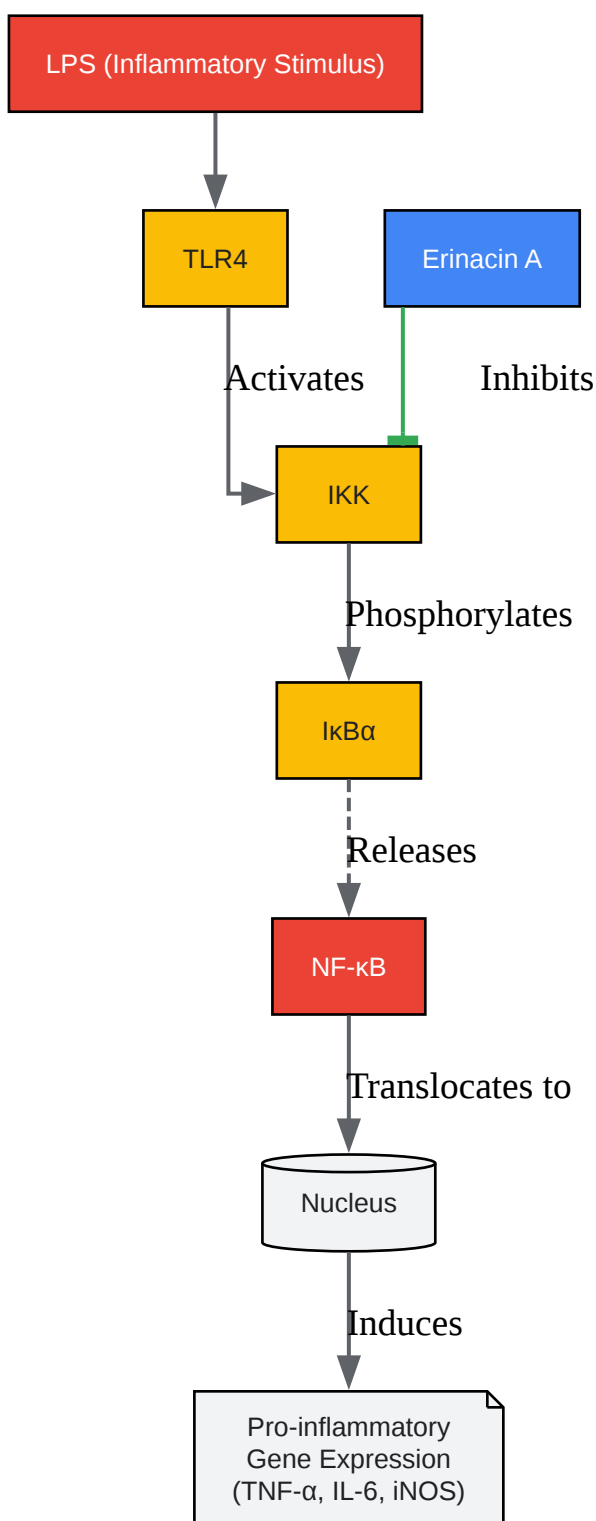 LPS (Inflammatory Stimulus)
TLR4
Erinacin A
Activates
Inhibits
IKK
Phosphorylates
IκBα
Releases
NF-κB
Translocates to
Nucleus
Induces
Pro-inflammatory
Gene Expression
(TNF-α, IL-6, iNOS)